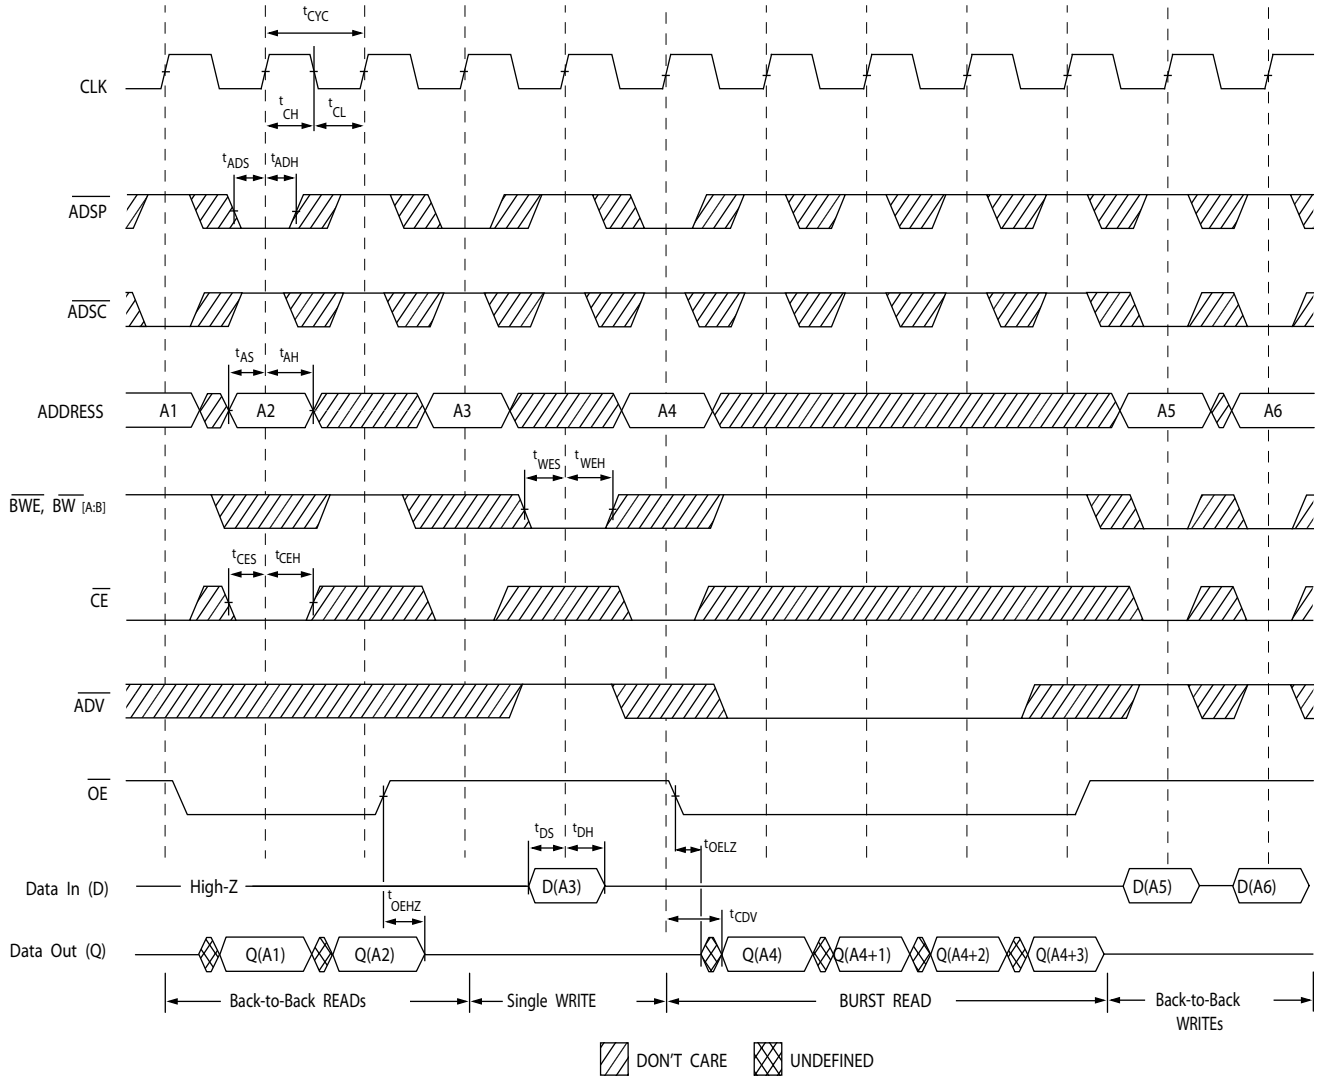 tCYC
CLK
tCH
tCL
tADS
tADH
ADSP
ADSC
tAS
tAH
ADDRESS
A1
A2
A3
A4
A5
A6
tWES
tWEH
BWE, BW [A:B]
tCES
tCEH
CE
ADV
OE
tDS
tDH
tOELZ
Data In (D)
High-Z
D(A3)
D(A5)
D(A6)
tOEHZ
tCDV
Data Out (Q)
Q(A1)
Q(A2)
Q(A4)
Q(A4+1)
Q(A4+2)
Q(A4+3)
Back-to-Back READs
Single WRITE
BURST READ
Back-to-Back
WRITEs
DON'T CARE
UNDEFINED